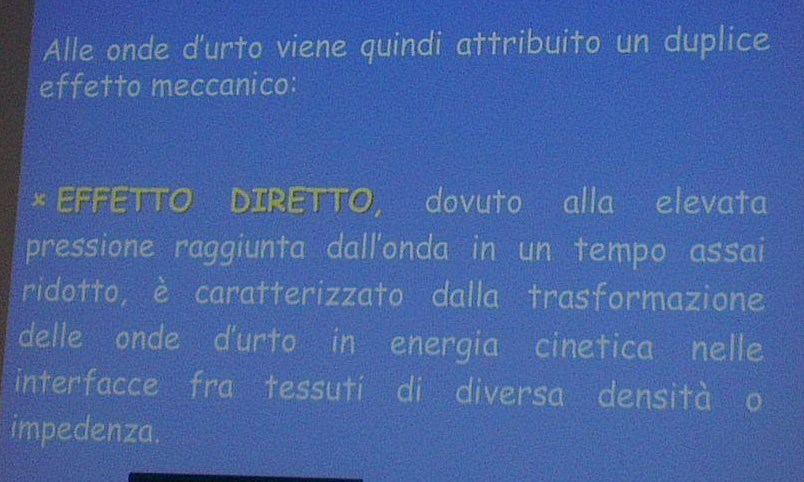 Alle onde d'urto viene quindi attribuito un duplice
effetto meccanico:
× EFFETTO DIRETTO, dovuto alla elevata
pressione raggiunta dall'onda in un tempo assai
ridotto, è caratterizzato dalla trasformazione
delle onde d'urto in energia cinetica nelle
interfacce fra tessuti di diversa densità o
impedenza.